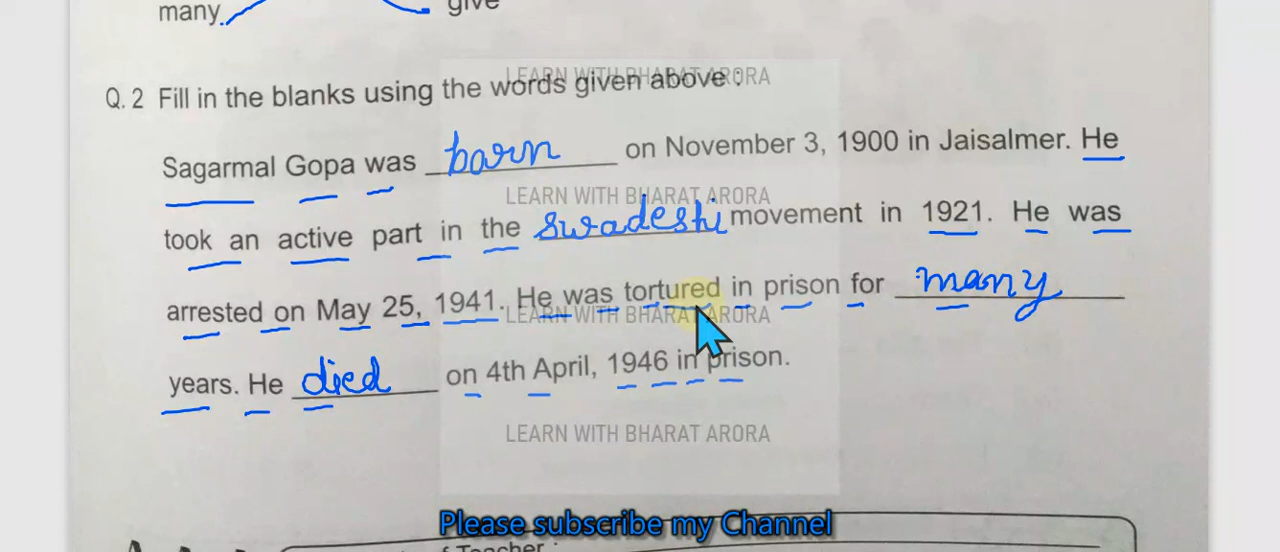 many. give
LEARN WITH BHARAT ARORA
Q. 2 Fill in the blanks using the words given above :
Sagarmal Gopa was born on November 3, 1900 in Jaisalmer. He
LEARN WITH BHARAT ARORA
took an active part in the swadeshi movement in 1921. He was
arrested on May 25, 1941. He was tortured in prison for many
LEARN WITH BHARAT ARORA
years. He died on 4th April, 1946 in prison.
LEARN WITH BHARAT ARORA
Please subscribe my Channel
f Teacher :